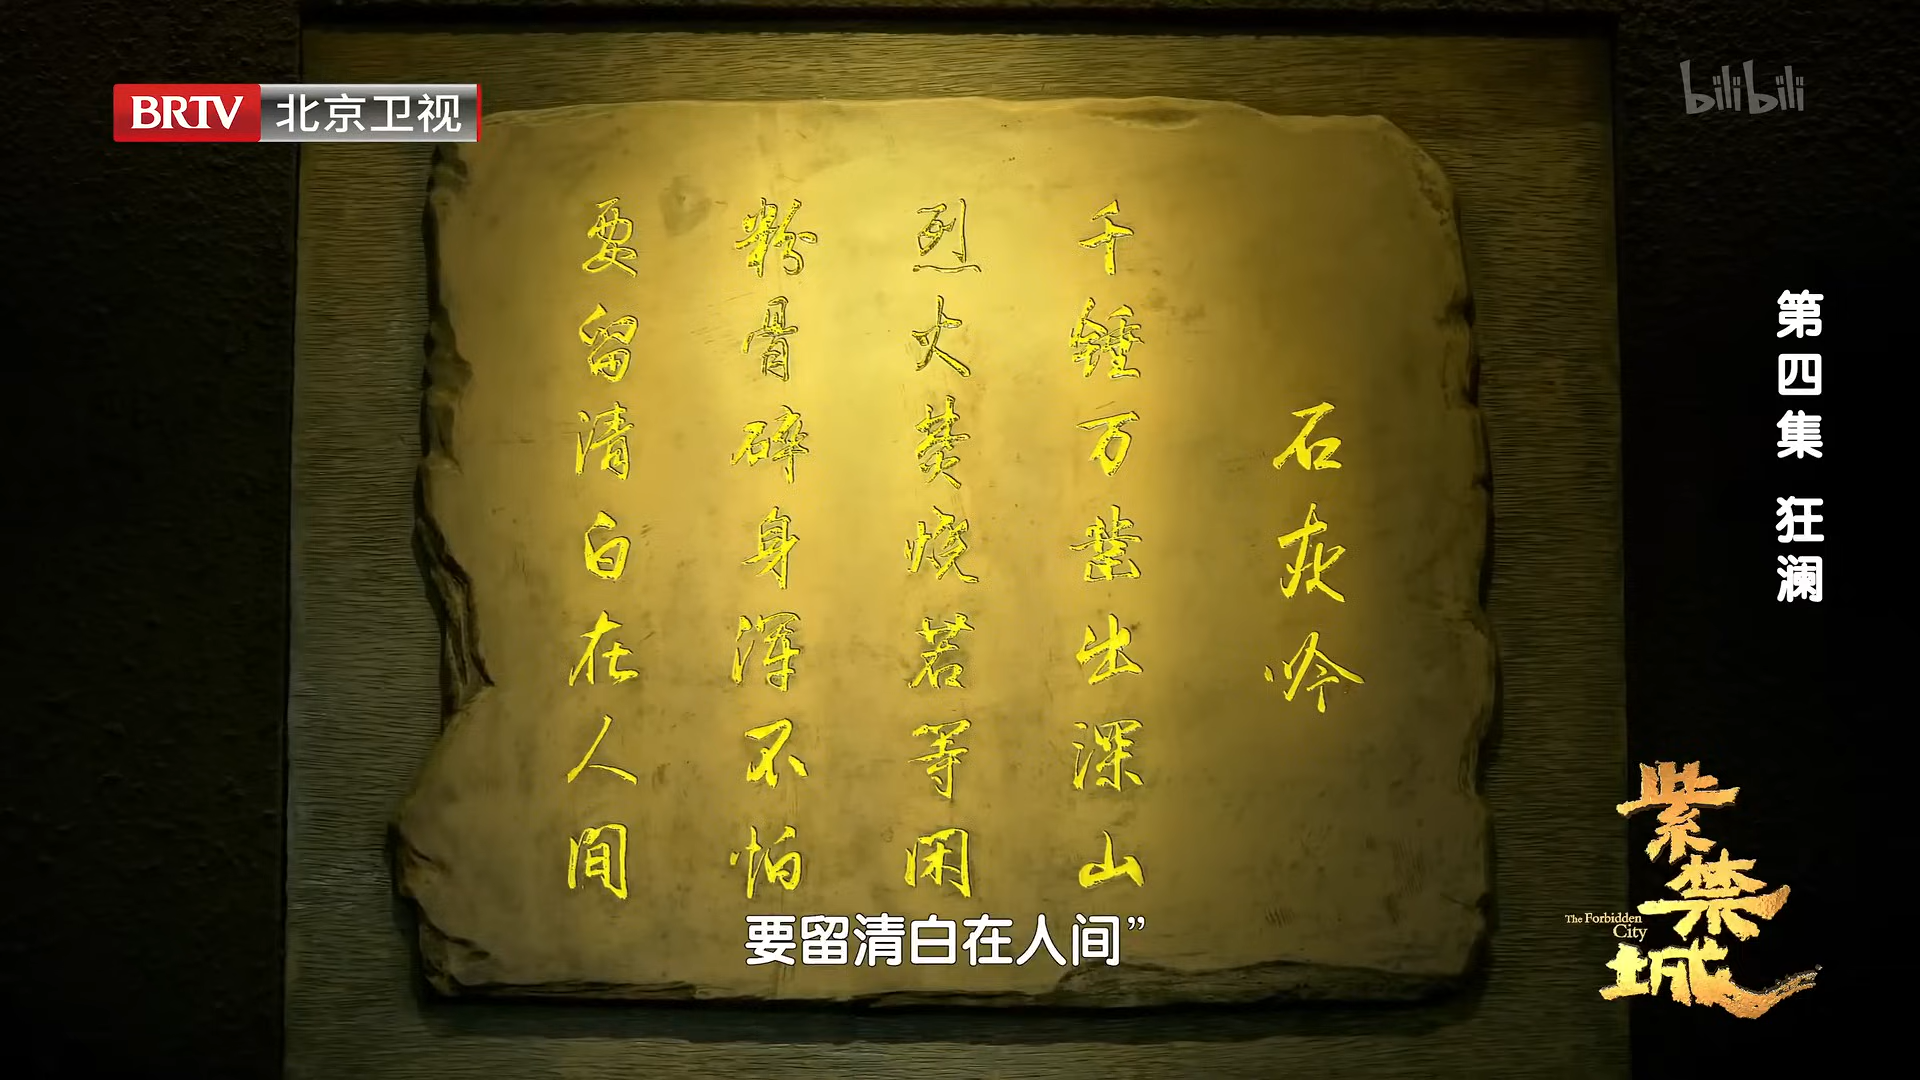 BRTV 北京卫视
bilibili
石灰吟
千锤万凿出深山
烈火焚烧若等闲
粉骨碎身浑不怕
要留清白在人间
第四集 狂澜
紫禁城
The Forbidden
City
要留清白在人间”